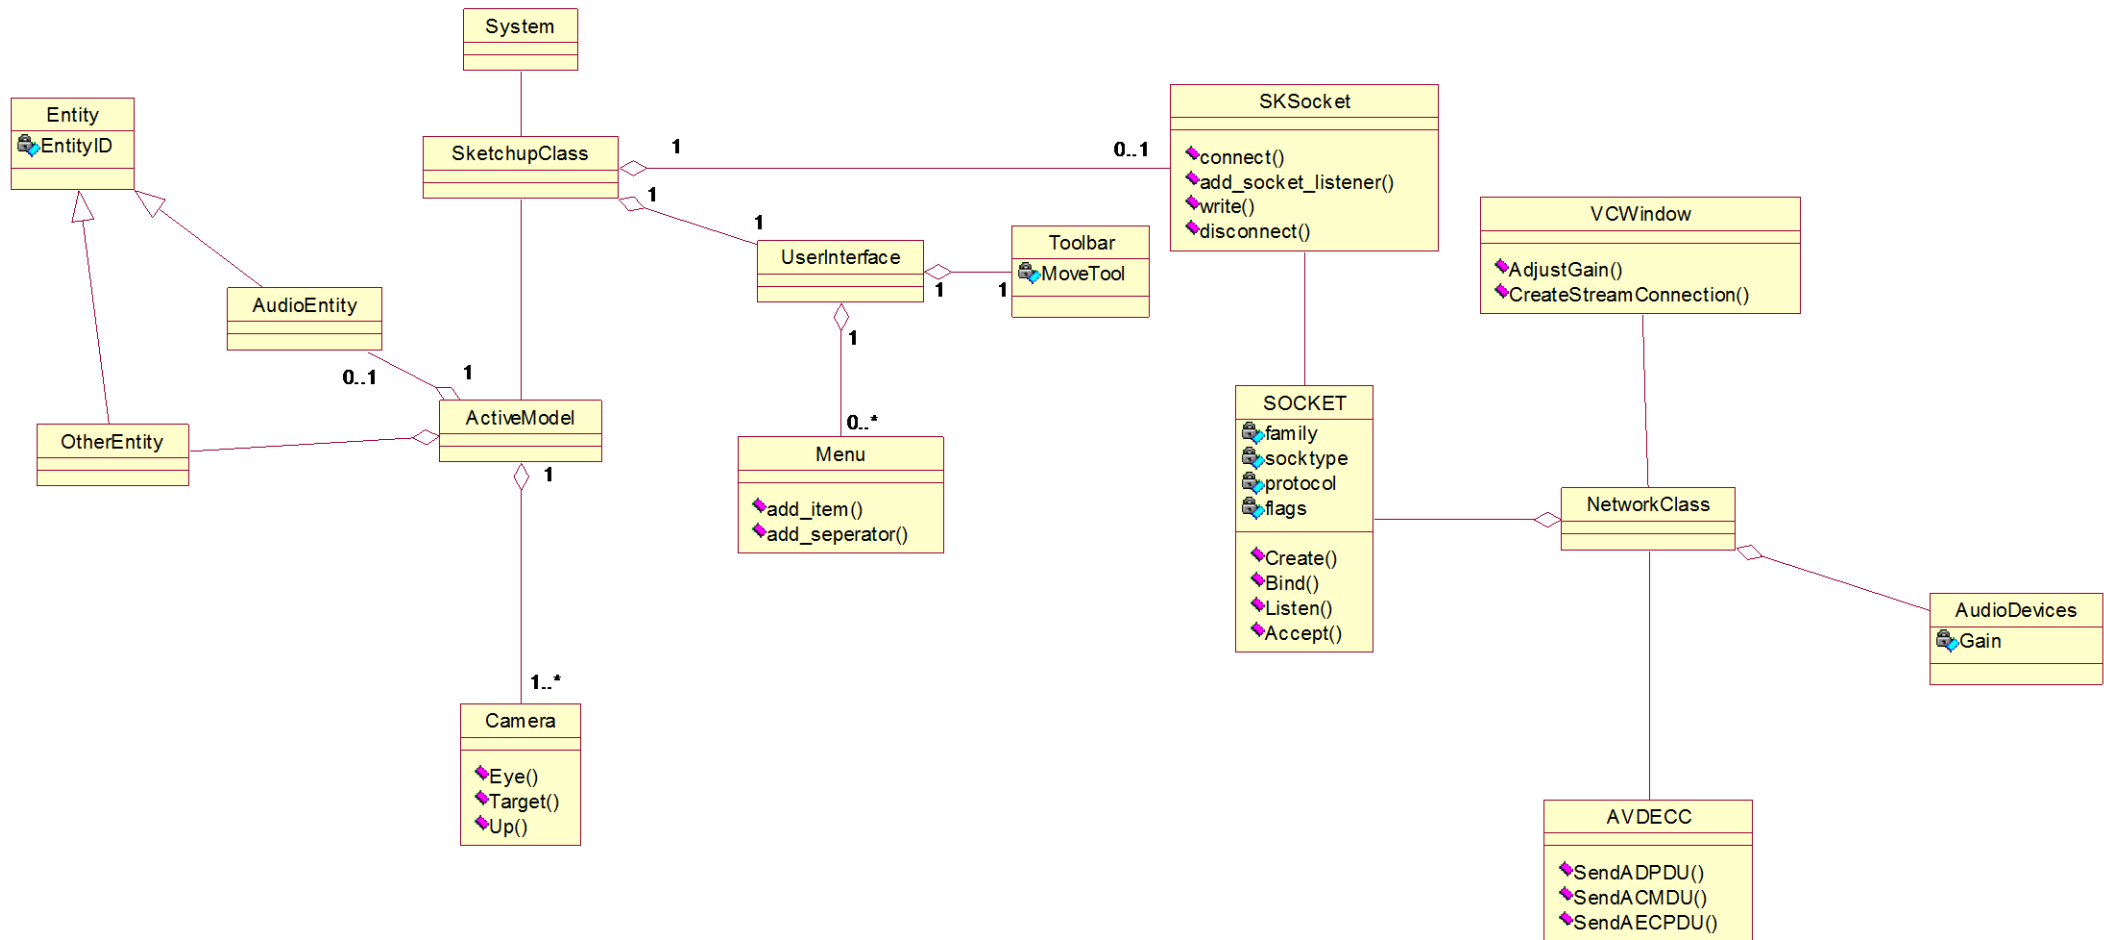 System
Entity
EntityID
SketchupClass
1
0..1
SKSocket
connect()
add_socket_listener()
write()
disconnect()
1
1
UserInterface
1
1
Toolbar
MoveTool
VCWindow
AdjustGain()
CreateStreamConnection()
AudioEntity
0..1
1
OtherEntity
ActiveModel
1
1
0..*
Menu
add_item()
add_seperator()
SOCKET
family
socktype
protocol
flags
Create()
Bind()
Listen()
Accept()
NetworkClass
AudioDevices
Gain
1..*
Camera
Eye()
Target()
Up()
AVDECC
SendADPDU()
SendACMDU()
SendAECPDU()